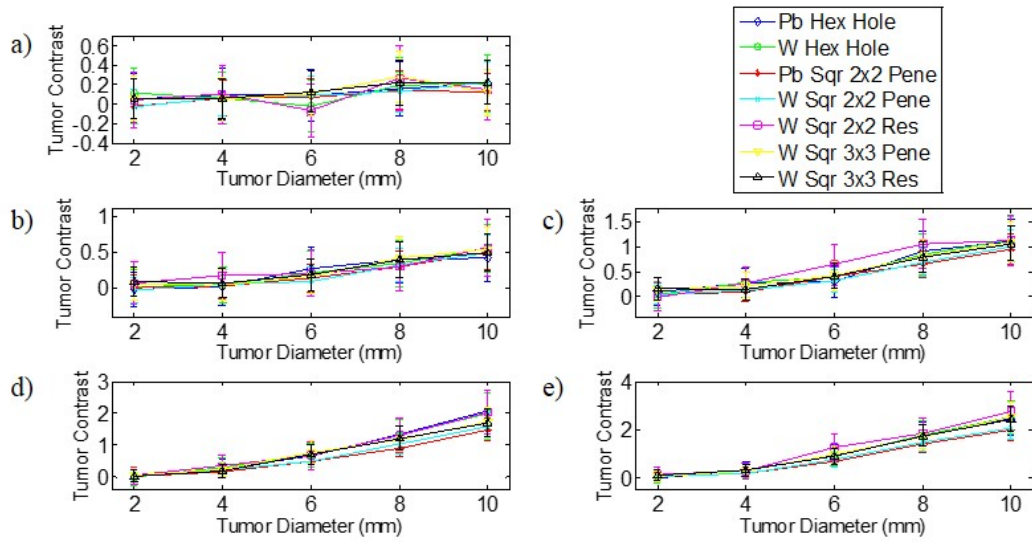 a)
Tumor Contrast
0.6
0.4
0.2
0
-0.2
-0.4
2 4 6 8 10
Tumor Diameter (mm)
Pb Hex Hole
W Hex Hole
Pb Sqr 2x2 Pene
W Sqr 2x2 Pene
W Sqr 2x2 Res
W Sqr 3x3 Pene
W Sqr 3x3 Res
b)
Tumor Contrast
1
0.5
0
2 4 6 8 10
Tumor Diameter (mm)
c)
Tumor Contrast
1.5
1
0.5
0
2 4 6 8 10
Tumor Diameter (mm)
d)
Tumor Contrast
3
2
1
0
2 4 6 8 10
Tumor Diameter (mm)
e)
Tumor Contrast
4
2
0
2 4 6 8 10
Tumor Diameter (mm)